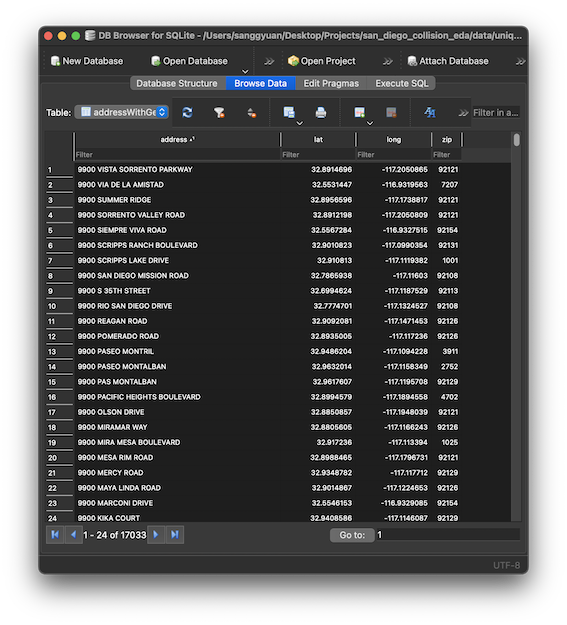 DB Browser for SQLite - /Users/sanggyuan/Desktop/Projects/san_diego_collision_eda/data/uniq...
New Database Open Database Open Project Attach Database
Database Structure Browse Data Edit Pragmas Execute SQL
Table: addressWithGe Filter in a...
address lat long zip
Filter Filter Filter Filter
1 9900 VISTA SORRENTO PARKWAY 32.8914696 -117.2050865 92121
2 9900 VIA DE LA AMISTAD 32.5531447 -116.9319563 7207
3 9900 SUMMER RIDGE 32.8956596 -117.1738817 92121
4 9900 SORRENTO VALLEY ROAD 32.8912198 -117.2050809 92121
5 9900 SIEMPRE VIVA ROAD 32.5567284 -116.9327515 92154
6 9900 SCRIPPS RANCH BOULEVARD 32.9010823 -117.0990354 92131
7 9900 SCRIPPS LAKE DRIVE 32.910813 -117.1119382 1001
8 9900 SAN DIEGO MISSION ROAD 32.7865938 -117.11603 92108
9 9900 S 35TH STREET 32.6994624 -117.1187529 92113
10 9900 RIO SAN DIEGO DRIVE 32.7774701 -117.1324527 92108
11 9900 REAGAN ROAD 32.9092081 -117.1471453 92126
12 9900 POMERADO ROAD 32.8935005 -117.117236 92126
13 9900 PASEO MONTRIL 32.9486204 -117.1094228 3911
14 9900 PASEO MONTALBAN 32.9632014 -117.1158349 2752
15 9900 PAS MONTALBAN 32.9617607 -117.1195708 92129
16 9900 PACIFIC HEIGHTS BOULEVARD 32.8994579 -117.1894558 4702
17 9900 OLSON DRIVE 32.8850857 -117.1948039 92121
18 9900 MIRAMAR WAY 32.8805605 -117.1166243 92126
19 9900 MIRA MESA BOULEVARD 32.917236 -117.113394 1025
20 9900 MESA RIM ROAD 32.8988465 -117.1796731 92121
21 9900 MERCY ROAD 32.9348782 -117.117712 92129
22 9900 MAYA LINDA ROAD 32.9014867 -117.1224653 92126
23 9900 MARCONI DRIVE 32.5546153 -116.9329085 92154
24 9900 KIKA COURT 32.9408586 -117.1146087 92129
1 - 24 of 17033 Go to: 1
UTF-8